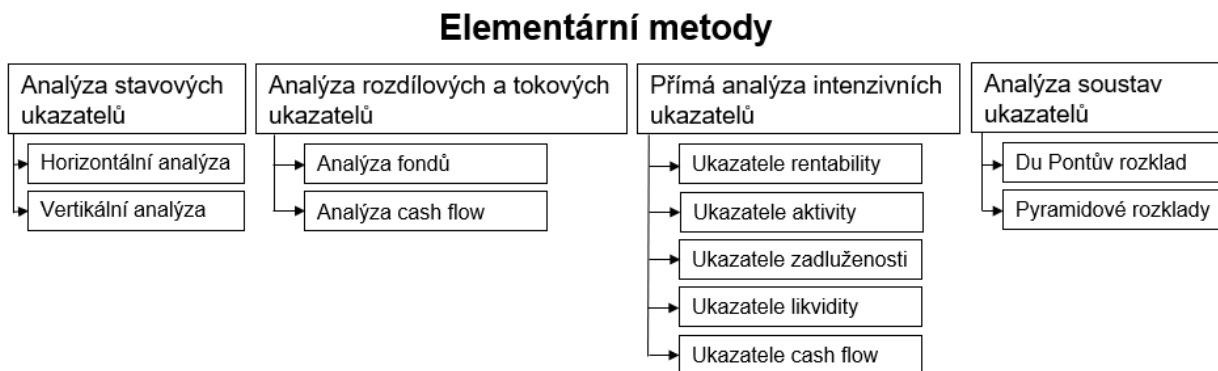 Elementární metody
Analýza stavových
ukazatelů
Horizontální analýza
Vertikální analýza
Analýza rozdílových a tokových
ukazatelů
Analýza fondů
Analýza cash flow
Přímá analýza intenzivních
ukazatelů
Ukazatele rentability
Ukazatele aktivity
Ukazatele zadluženosti
Ukazatele likvidity
Ukazatele cash flow
Analýza soustav
ukazatelů
Du Pontův rozklad
Pyramidové rozklady